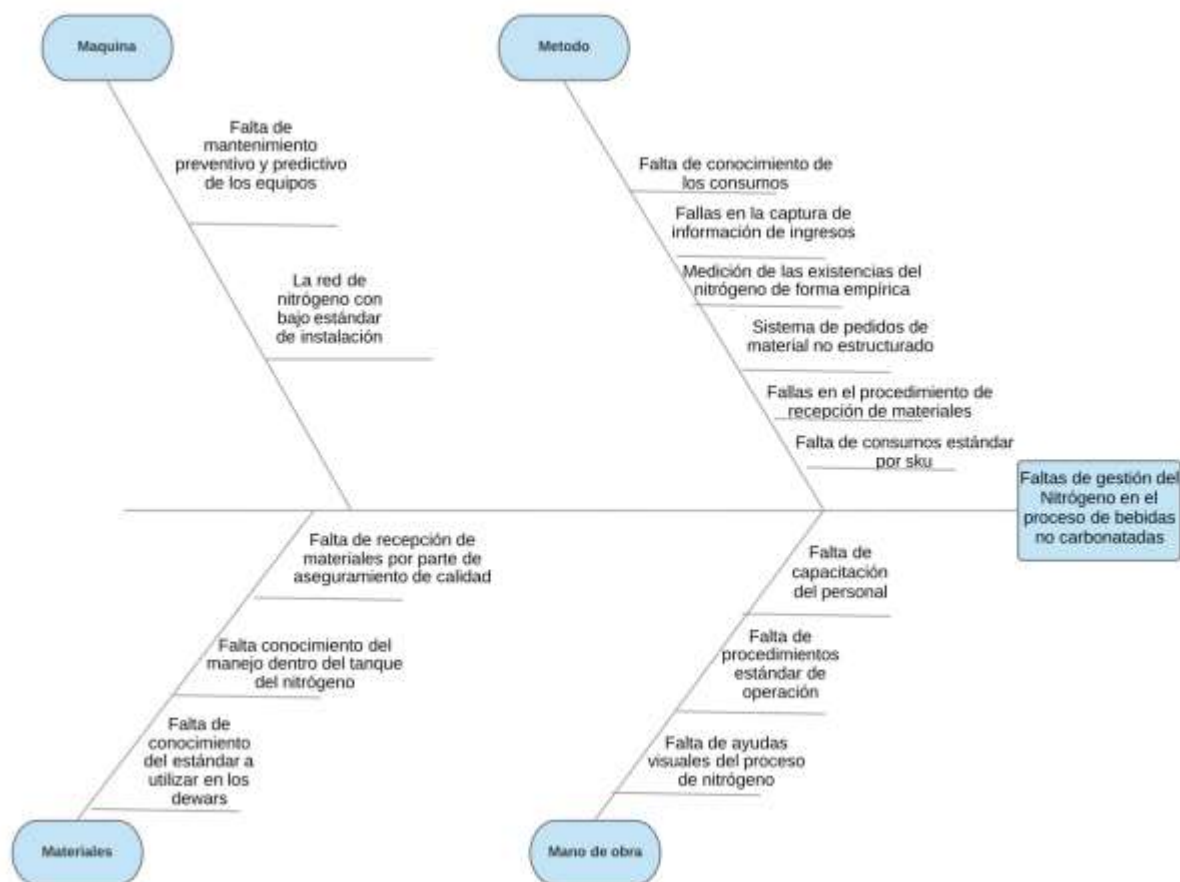 Maquina
Metodo
Falta de
mantenimiento
preventivo y predictivo
de los equipos
La red de
nitrógeno con
bajo estándar
de instalación
Falta de conocimiento de
los consumos
Fallas en la captura de
información de ingresos
Medición de las existencias del
nitrógeno de forma empírica
Sistema de pedidos de
material no estructurado
Fallas en el procedimiento de
recepción de materiales
Falta de consumos estándar
por sku
Faltas de gestión del
Nitrógeno en el
proceso de bebidas
no carbonatadas
Falta de recepción de
materiales por parte de
aseguramiento de calidad
Falta conocimiento del
manejo dentro del tanque
del nitrógeno
Falta de
conocimiento
del estándar a
utilizar en los
dewars
Falta de
capacitación
del personal
Falta de
procedimientos
estándar de
operación
Falta de ayudas
visuales del proceso
de nitrógeno
Materiales
Mano de obra